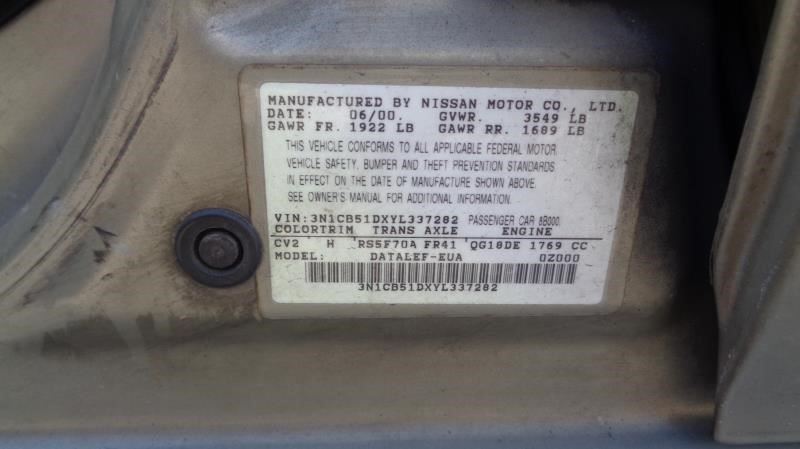 MANUFACTURED BY NISSAN MOTOR CO., LTD.
DATE: 06/00. GVWR. 3549 LB
GAWR FR. 1922 LB GAWR RR. 1689 LB
THIS VEHICLE CONFORMS TO ALL APPLICABLE FEDERAL MOTOR
VEHICLE SAFETY, BUMPER AND THEFT PREVENTION STANDARDS
IN EFFECT ON THE DATE OF MANUFACTURE SHOWN ABOVE.
SEE OWNER'S MANUAL FOR ADDITIONAL INFORMATION.
VIN:3N1CB51DXYL337282 PASSENGER CAR 8B000
COLORTRIM TRANS AXLE ENGINE
CV2 H RS5F70A FR41 QG18DE 1769 CC
MODEL: DATALEF-EUA 0Z000
3N1CB51DXYL337282